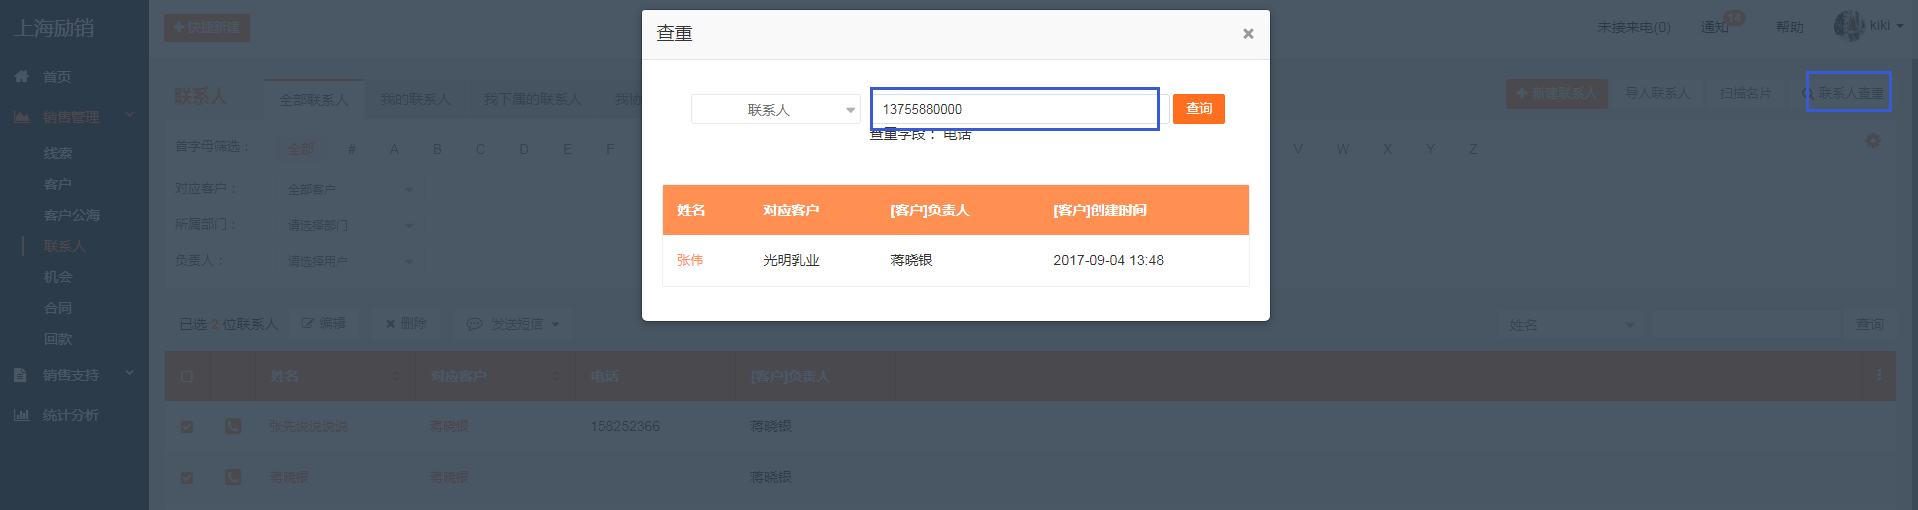 上海励销
快捷新建
未接来电(0)
通知
14
帮助
kiki
首页
销售管理
线索
客户
客户公海
联系人
机会
合同
回款
销售支持
统计分析
联系人
全部联系人
我的联系人
我下属的联系人
我协
新建联系人
导入联系人
扫描名片
联系人查重
首字母筛选：
全部 # A B C D E F
V W X Y Z
对应客户：
全部客户
所属部门：
请选择部门
负责人：
请选择用户
查重
×
联系人
13755880000
查询
查重字段： 电话
姓名 对应客户 [客户]负责人 [客户]创建时间
张伟 光明乳业 蒋晓银 2017-09-04 13:48
已选 2 位联系人
编辑
删除
发送短信
姓名
查询
姓名 对应客户 电话 [客户]负责人
张先说说说说 蒋晓银 158252366 蒋晓银
蒋晓银 蒋晓银 蒋晓银